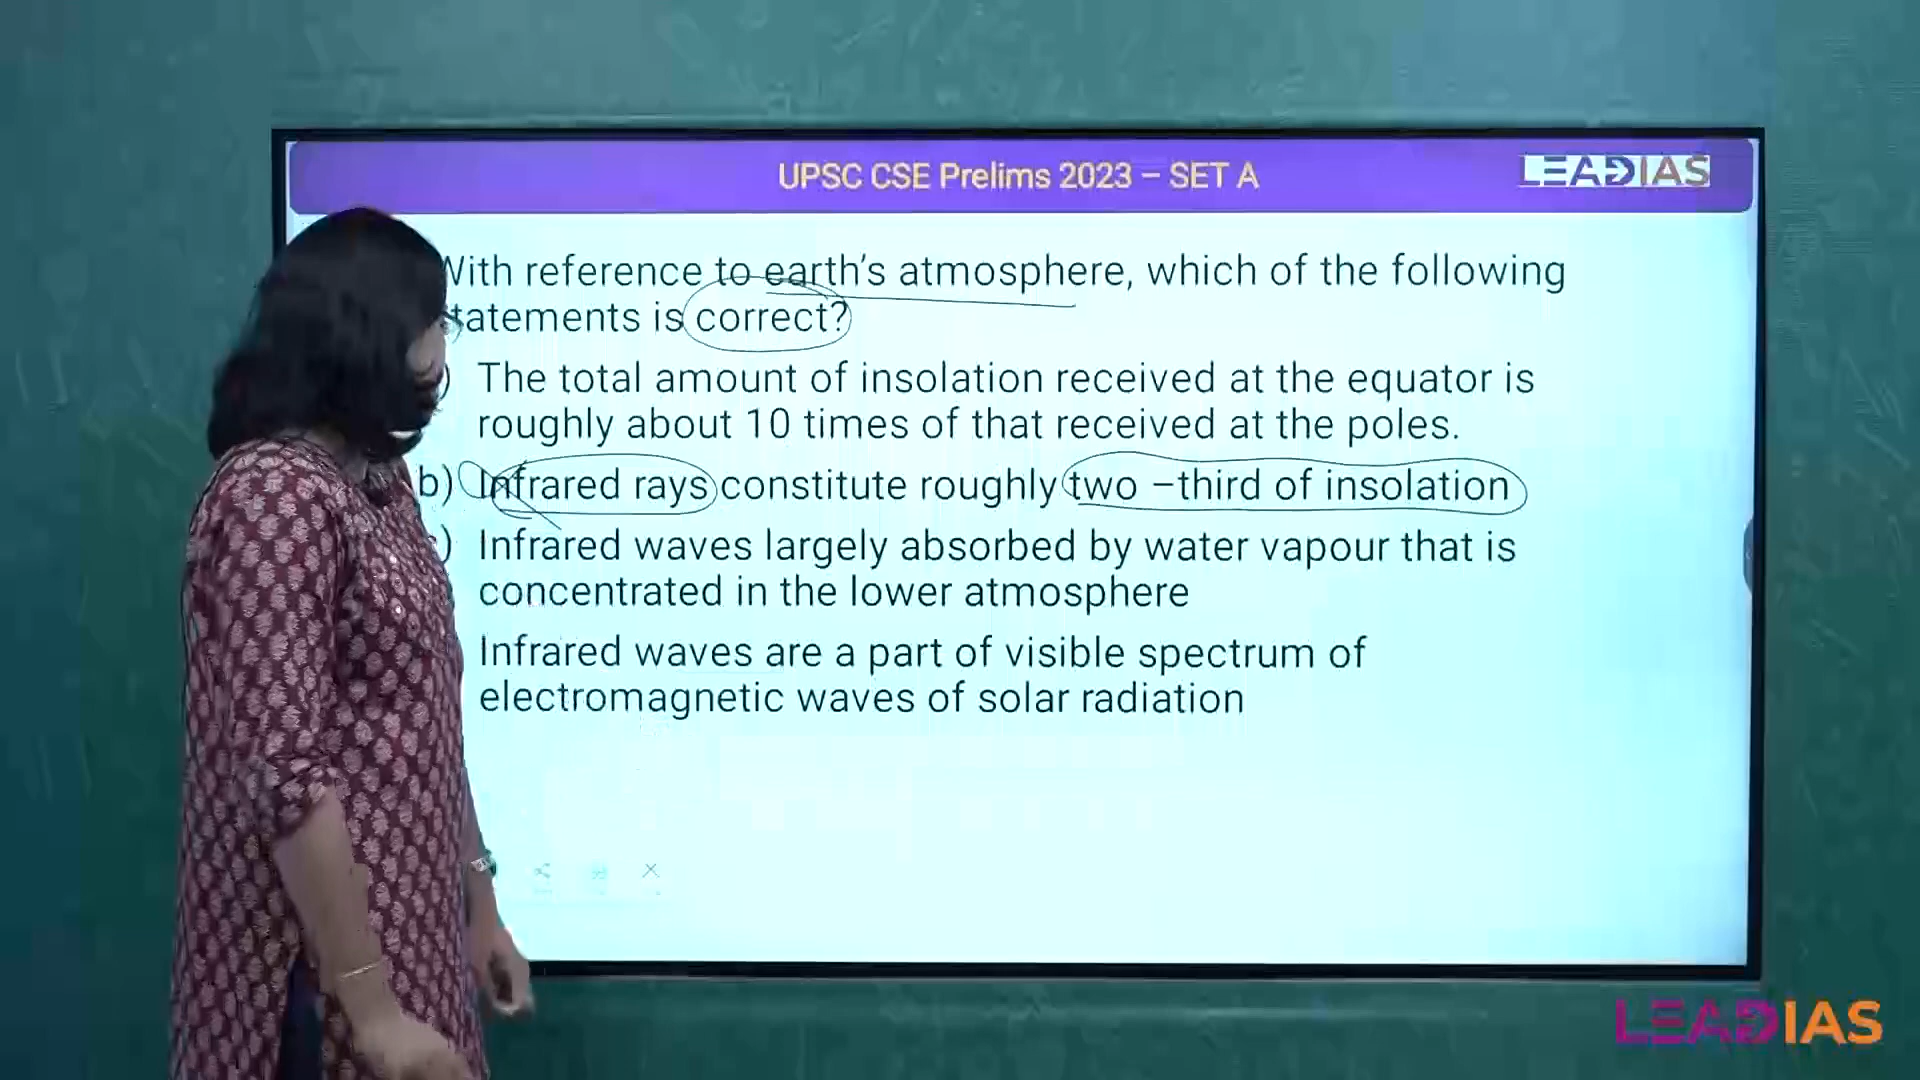 UPSC CSE Prelims 2023 – SET A
LEADIAS
With reference to earth's atmosphere, which of the following
statements is correct?
) The total amount of insolation received at the equator is
roughly about 10 times of that received at the poles.
b) Infrared rays constitute roughly two –third of insolation
) Infrared waves largely absorbed by water vapour that is
concentrated in the lower atmosphere
Infrared waves are a part of visible spectrum of
electromagnetic waves of solar radiation
LEADIAS